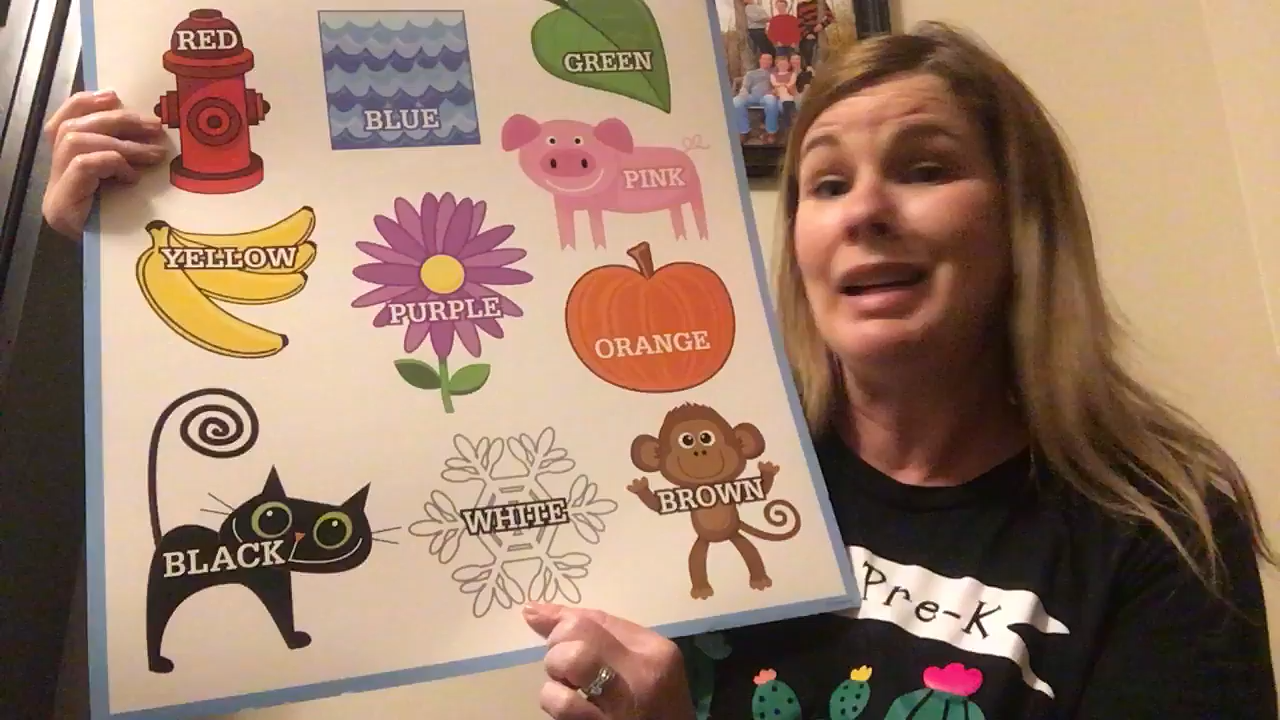 RED
BLUE
GREEN
PINK
YELLOW
PURPLE
ORANGE
BLACK
WHITE
BROWN
Pre-K